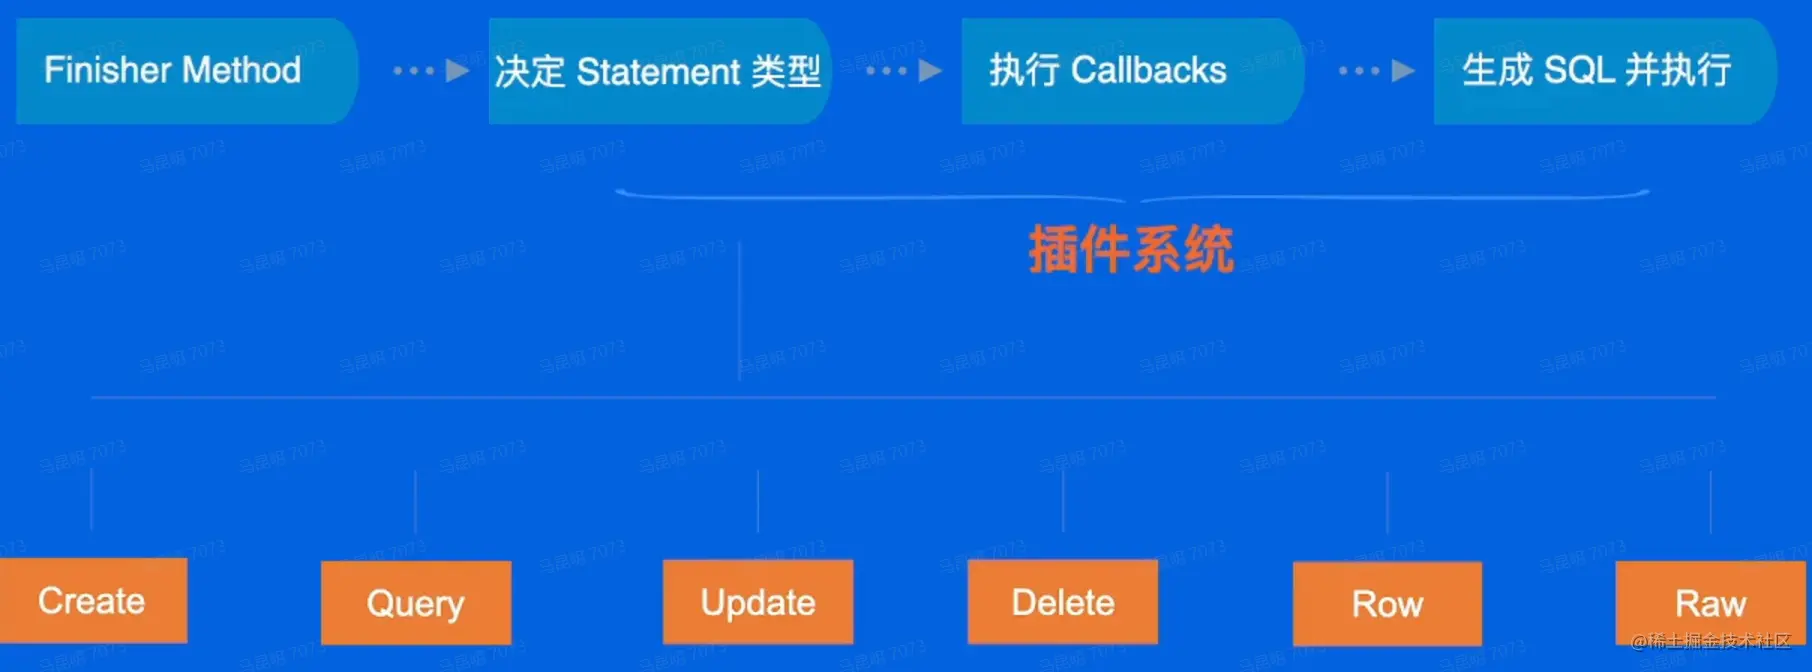 Finisher Method
决定 Statement 类型
执行 Callbacks
生成 SQL 并执行
插件系统
Create
Query
Update
Delete
Row
Raw
@稀土掘金技术社区